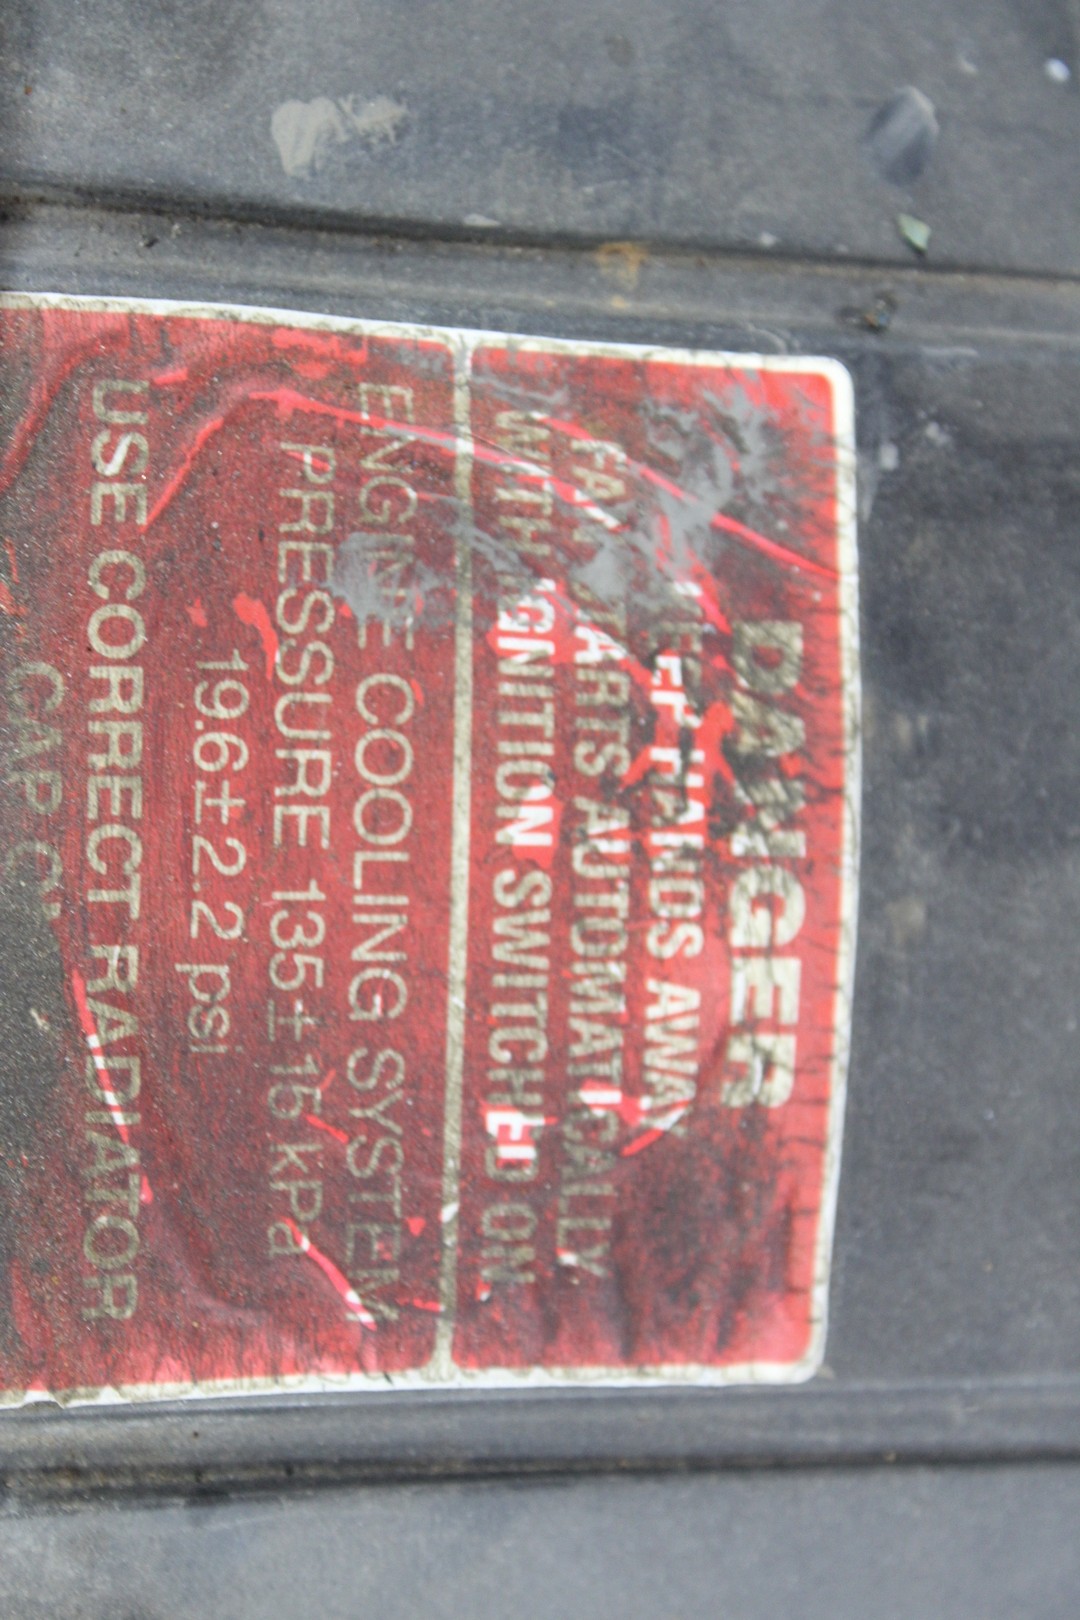 DANGER
KEEP HANDS AWAY
FAN STARTS AUTOMATICALLY
WITH IGNITION SWITCHED ON
ENGINE COOLING SYSTEM
PRESSURE 135±15 kPa
19.6±2.2 psi
USE CORRECT RADIATOR
CAP